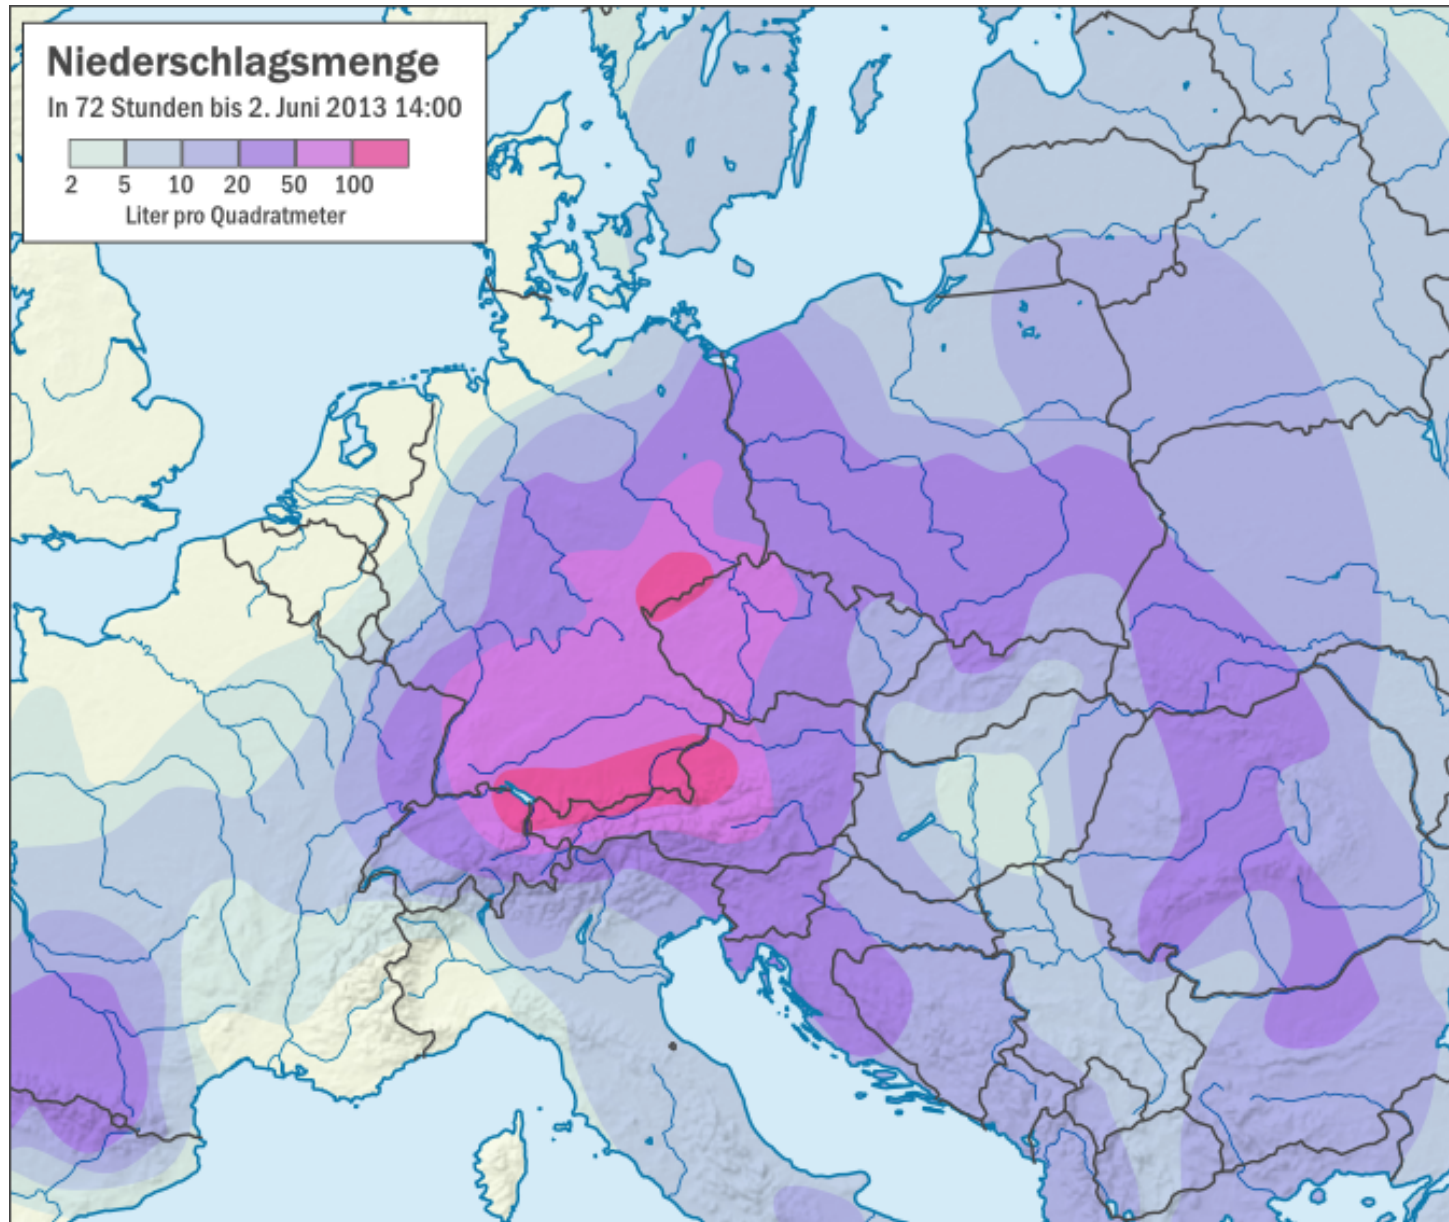 Niederschlagsmenge
In 72 Stunden bis 2. Juni 2013 14:00
2 5 10 20 50 100
Liter pro Quadratmeter